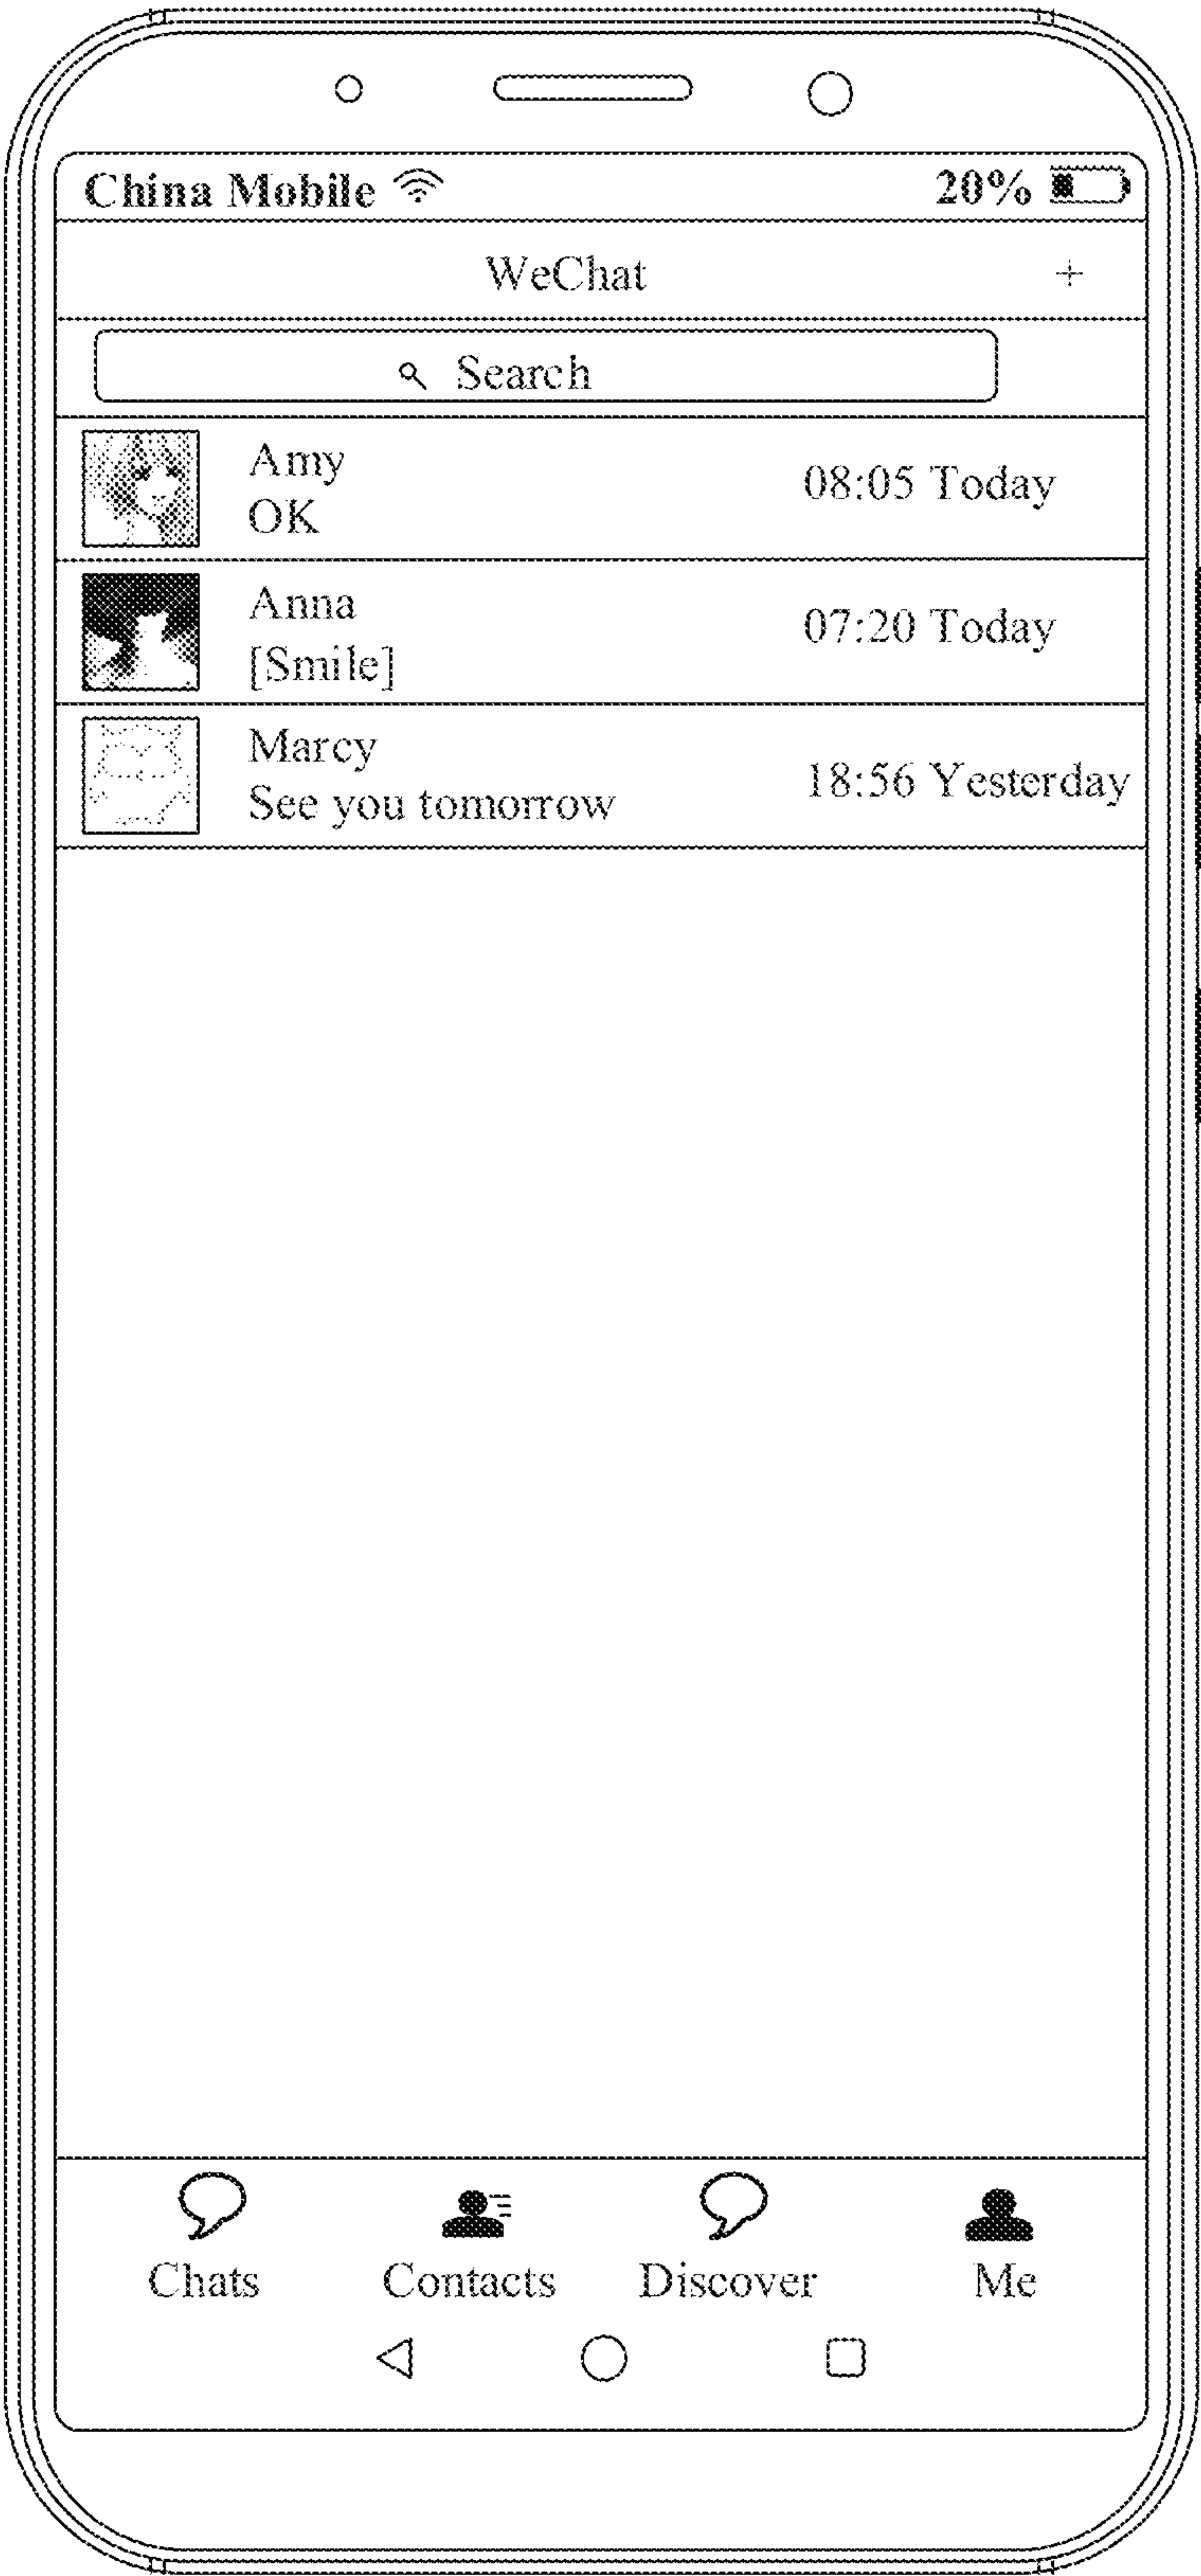 China Mobile 20%
WeChat +
Search
Amy
OK
08:05 Today
Anna
[Smile]
07:20 Today
Marcy
See you tomorrow
18:56 Yesterday
Chats Contacts Discover Me